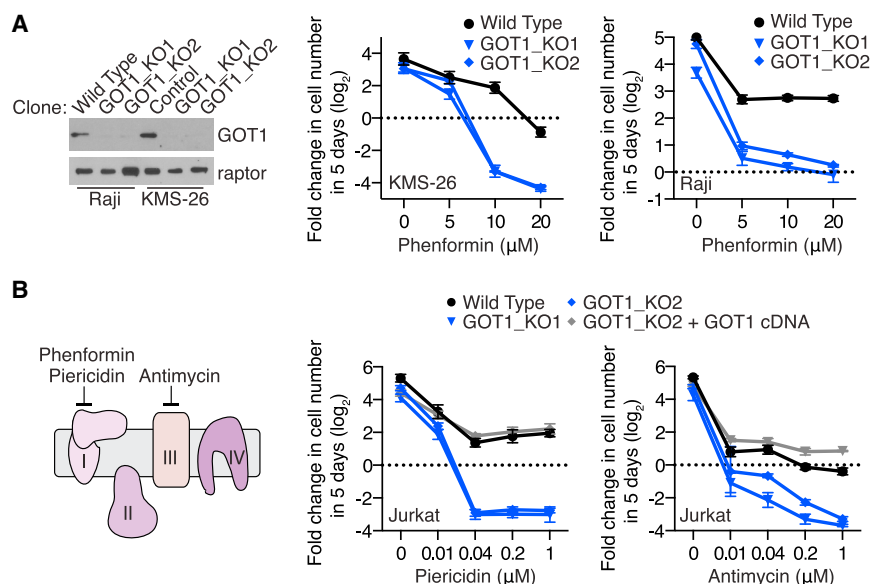 A
Clone:
Wild Type
GOT1_KO1
GOT1_KO2
Control
GOT1_KO1
GOT1_KO2
GOT1
raptor
Raji
KMS-26
Wild Type
GOT1_KO1
GOT1_KO2
Fold change in cell number
in 5 days (log2)
4
2
0
-2
-4
KMS-26
0 5 10 20
Phenformin (µM)
Wild Type
GOT1_KO1
GOT1_KO2
Fold change in cell number
in 5 days (log2)
5
4
3
2
1
0
-1
Raji
0 5 10 20
Phenformin (µM)
B
Phenformin
Piericidin
Antimycin
I
II
III
IV
Wild Type
GOT1_KO1
GOT1_KO2
GOT1_KO2 + GOT1 cDNA
Fold change in cell number
in 5 days (log2)
6
4
2
0
-2
-4
Jurkat
0 0.01 0.04 0.2 1
Piericidin (µM)
Fold change in cell number
in 5 days (log2)
6
4
2
0
-2
-4
Jurkat
0 0.01 0.04 0.2 1
Antimycin (µM)